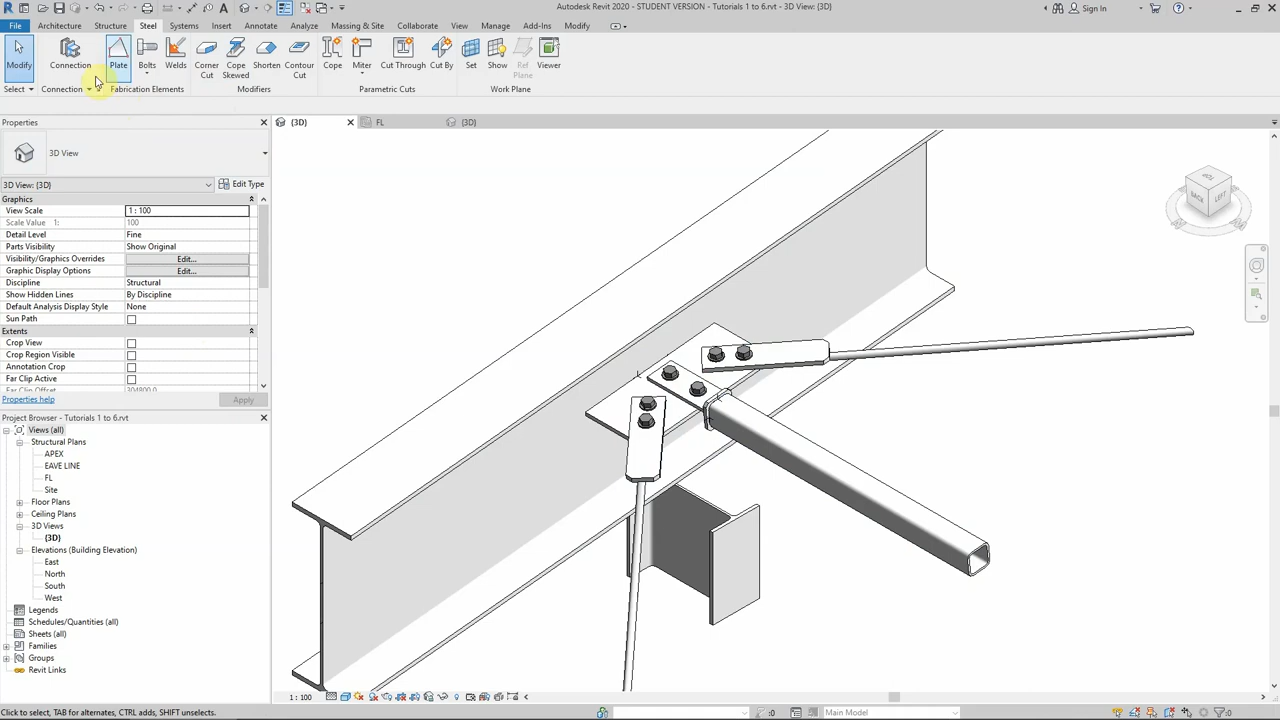 Autodesk Revit 2020 - STUDENT VERSION - Tutorials 1 to 6.rvt - 3D View: {3D}
Sign In
File Architecture Structure Steel Systems Insert Annotate Analyze Massing & Site Collaborate View Manage Add-Ins Modify
Modify
Connection
Plate
Bolts
Welds
Corner
Cut
Cope
Skewed
Shorten
Contour
Cut
Cope
Miter
Cut Through
Cut By
Set
Show
Ref
Plane
Viewer
Select Connection Fabrication Elements Modifiers Parametric Cuts Work Plane
Properties
{3D}
FL
{3D}
3D View
3D View: {3D}
Edit Type
Graphics
View Scale 1 : 100
Scale Value 1: 100
Detail Level Fine
Parts Visibility Show Original
Visibility/Graphics Overrides Edit...
Graphic Display Options Edit...
Discipline Structural
Show Hidden Lines By Discipline
Default Analysis Display Style None
Sun Path
Extents
Crop View
Crop Region Visible
Annotation Crop
Far Clip Active
Far Clip Offset 304800.0
Properties help
Apply
Project Browser - Tutorials 1 to 6.rvt
Views (all)
Structural Plans
APEX
EAVE LINE
FL
Site
Floor Plans
Ceiling Plans
3D Views
{3D}
Elevations (Building Elevation)
East
North
South
West
Legends
Schedules/Quantities (all)
Sheets (all)
Families
Groups
Revit Links
TOP
BACK
LEFT
1 : 100
Click to select, TAB for alternates, CTRL adds, SHIFT unselects.
:0
Main Model
:0